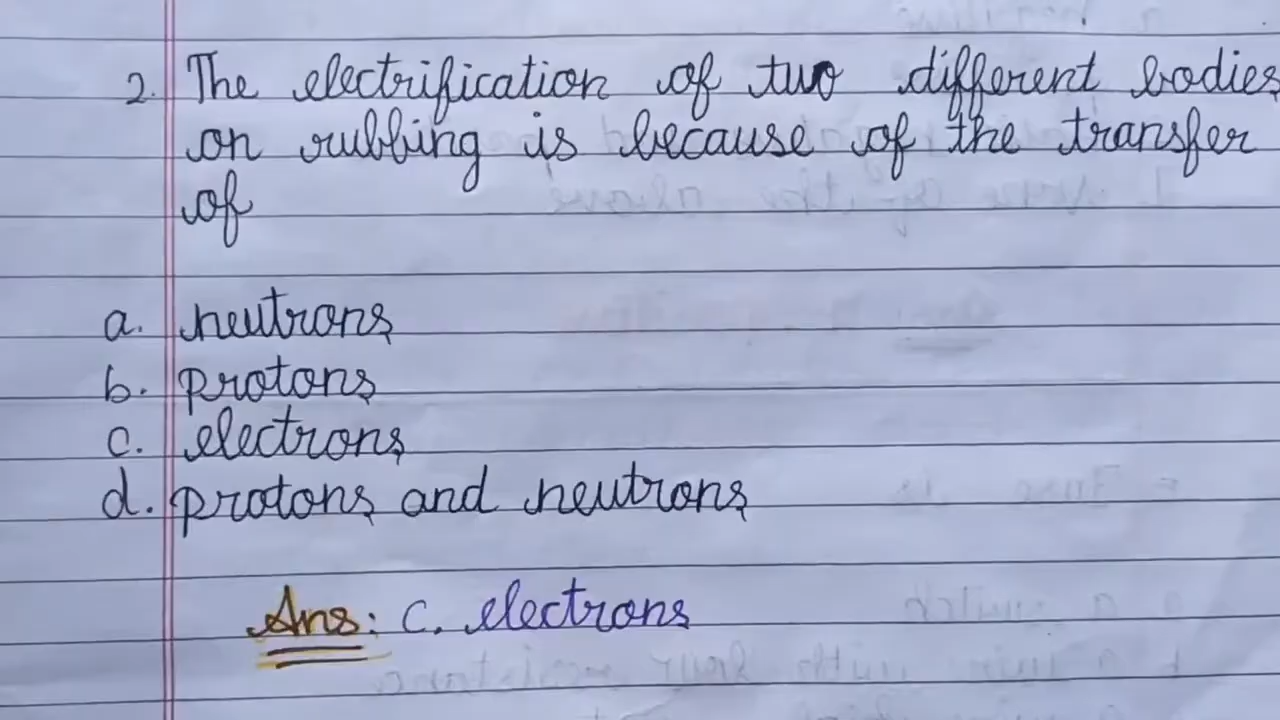 2. The electrification of two different bodies
on rubbing is because of the transfer
of
a. neutrons
b. protons
c. electrons
d. protons and neutrons
Ans: c. electrons